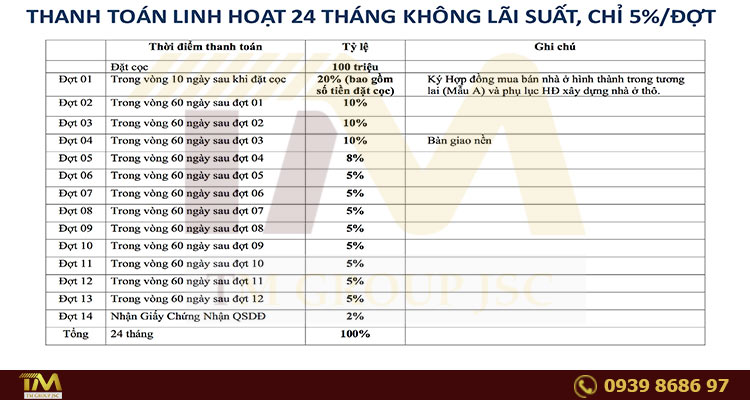 THANH TOÁN LINH HOẠT 24 THÁNG KHÔNG LÃI SUẤT, CHỈ 5%/ĐỢT
Thời điểm thanh toán Tỷ lệ Ghi chú
Đặt cọc 100 triệu
Đợt 01 Trong vòng 10 ngày sau khi đặt cọc 20% (bao gồm số tiền đặt cọc) Ký Hợp đồng mua bán nhà ở hình thành trong tương lai (Mẫu A) và phụ lục HĐ xây dựng nhà ở thô.
Đợt 02 Trong vòng 60 ngày sau đợt 01 10%
Đợt 03 Trong vòng 60 ngày sau đợt 02 10%
Đợt 04 Trong vòng 60 ngày sau đợt 03 10% Bàn giao nền
Đợt 05 Trong vòng 60 ngày sau đợt 04 8%
Đợt 06 Trong vòng 60 ngày sau đợt 05 5%
Đợt 07 Trong vòng 60 ngày sau đợt 06 5%
Đợt 08 Trong vòng 60 ngày sau đợt 07 5%
Đợt 09 Trong vòng 60 ngày sau đợt 08 5%
Đợt 10 Trong vòng 60 ngày sau đợt 09 5%
Đợt 11 Trong vòng 60 ngày sau đợt 10 5%
Đợt 12 Trong vòng 60 ngày sau đợt 11 5%
Đợt 13 Trong vòng 60 ngày sau đợt 12 5%
Đợt 14 Nhận Giấy Chứng Nhận QSDĐ 2%
Tổng 24 tháng 100%
TM GROUP JSC
TM
TM GROUP JSC
0939 8686 97